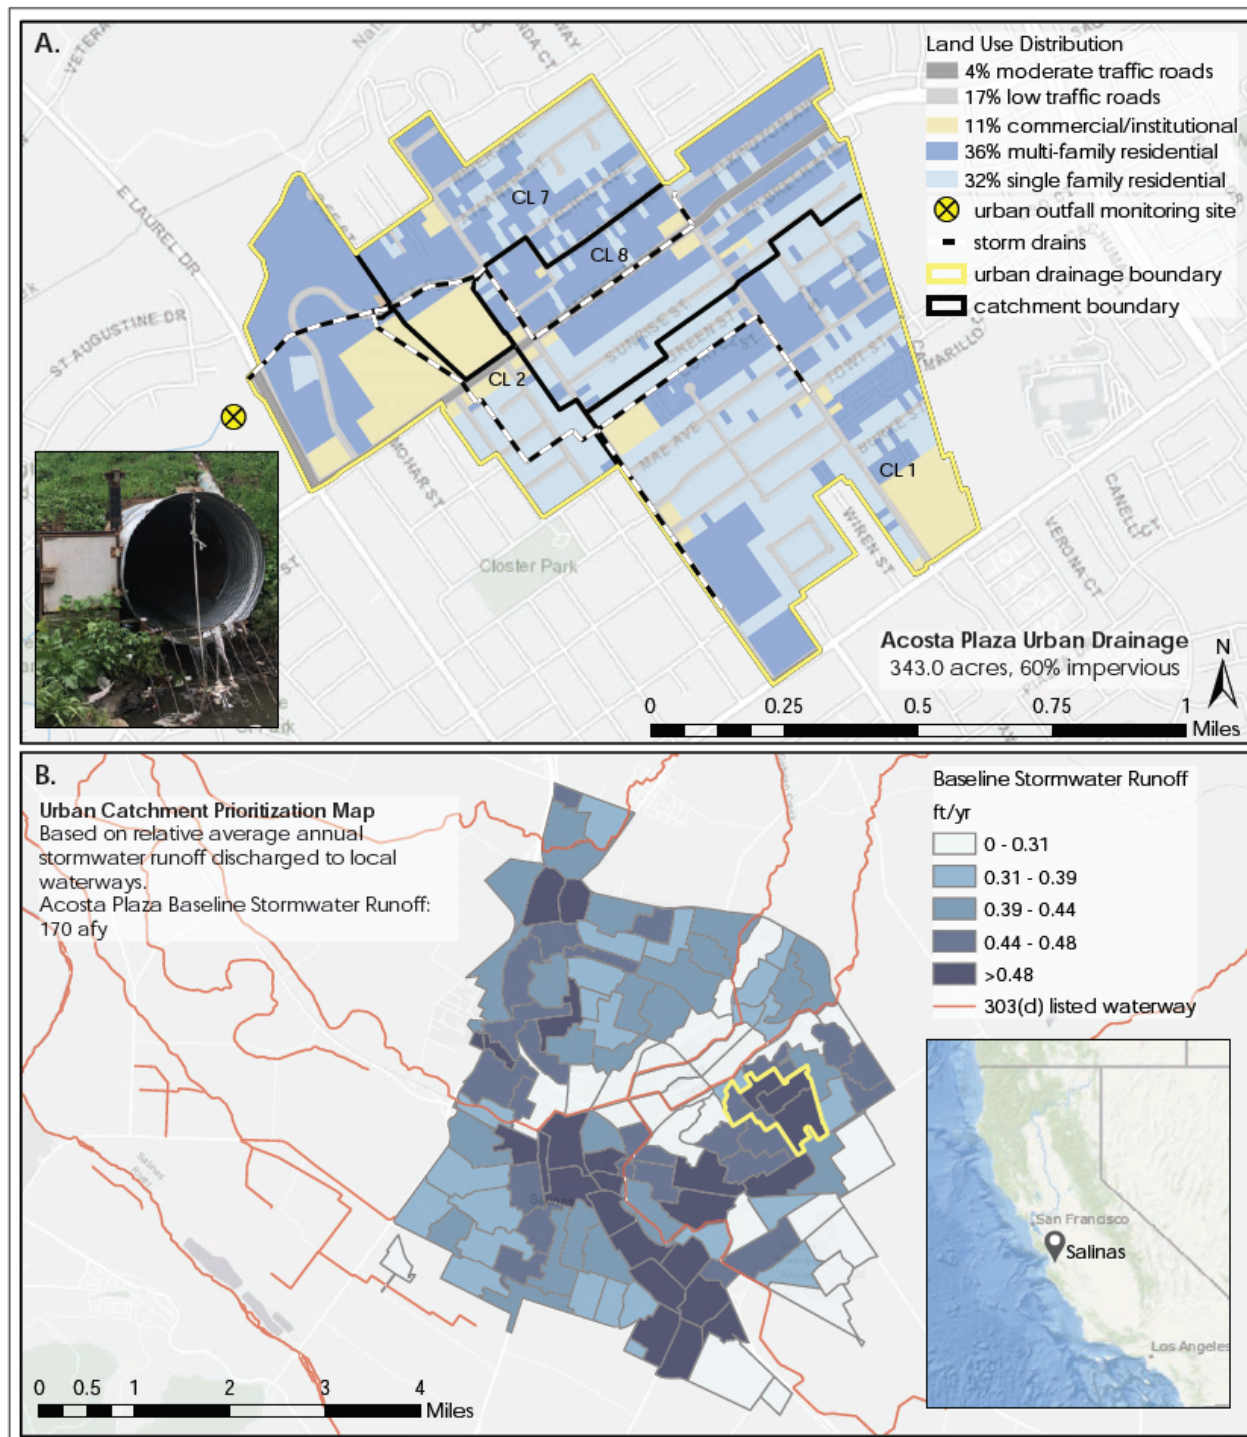 A.
Land Use Distribution
4% moderate traffic roads
17% low traffic roads
11% commercial/institutional
36% multi-family residential
32% single family residential
urban outfall monitoring site
storm drains
urban drainage boundary
catchment boundary
E LAUREL DR
ST AUGUSTINE DR
CL 7
CL 8
CL 2
CL 1
SUNRISE ST
GREEN ST
MAE AVE
MOHAR ST
WIREN ST
VERONA CT
Closter Park
Acosta Plaza Urban Drainage
343.0 acres, 60% impervious
N
0 0.25 0.5 0.75 1
Miles
B.
Urban Catchment Prioritization Map
Based on relative average annual
stormwater runoff discharged to local
waterways.
Acosta Plaza Baseline Stormwater Runoff:
170 afy
Baseline Stormwater Runoff
ft/yr
0 - 0.31
0.31 - 0.39
0.39 - 0.44
0.44 - 0.48
>0.48
303(d) listed waterway
Salinas
River
Salinas
San Francisco
Salinas
Los Angeles
0 0.5 1 2 3 4
Miles